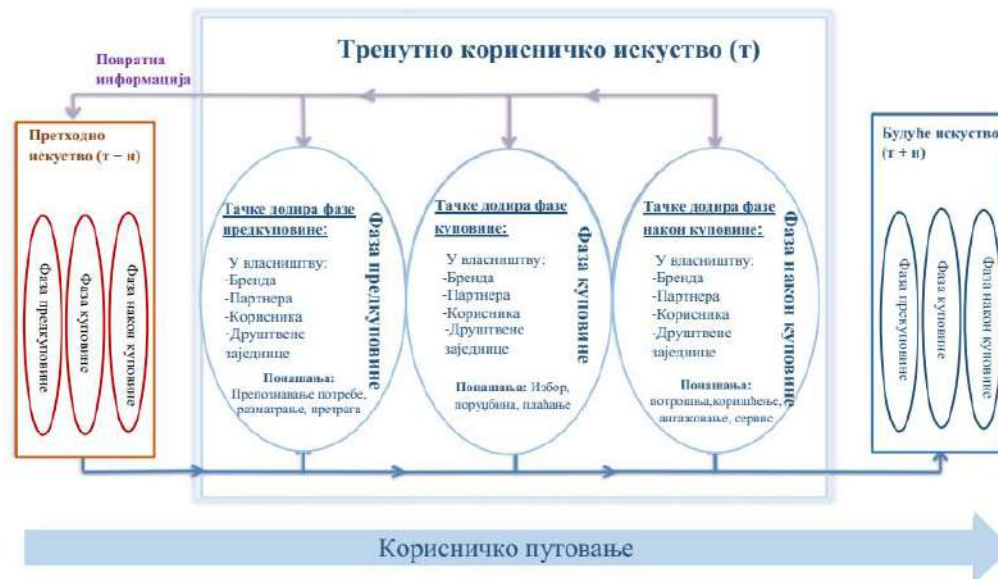 Тренутно корисничко искуство (т)
Повратна
информација
Претходно
искуство (т – н)
Фаза предкуповине
Фаза куповине
Фаза након куповине
Тачке додира фазе
предкуповине:
У власништву:
-Бренда
-Партнера
-Корисника
-Друштвене
заједнице
Понашања:
Препознавање потребе,
разматрање, претрага
Фаза предкуповине
Тачке додира фазе
куповине:
У власништву:
-Бренда
-Партнера
-Корисника
-Друштвене
заједнице
Понашања: Избор,
поруџбина, плаћање
Фаза куповине
Тачке додира фазе
након куповине:
У власништву:
-Бренда
-Партнера
-Корисника
-Друштвене
заједнице
Понашања:
потрошња,коришћење,
ангажовање, сервис
Фаза након куповине
Будуће искуство
(т + н)
Фаза прекуповине
Фаза куповине
Фаза након куповине
Корисничко путовање